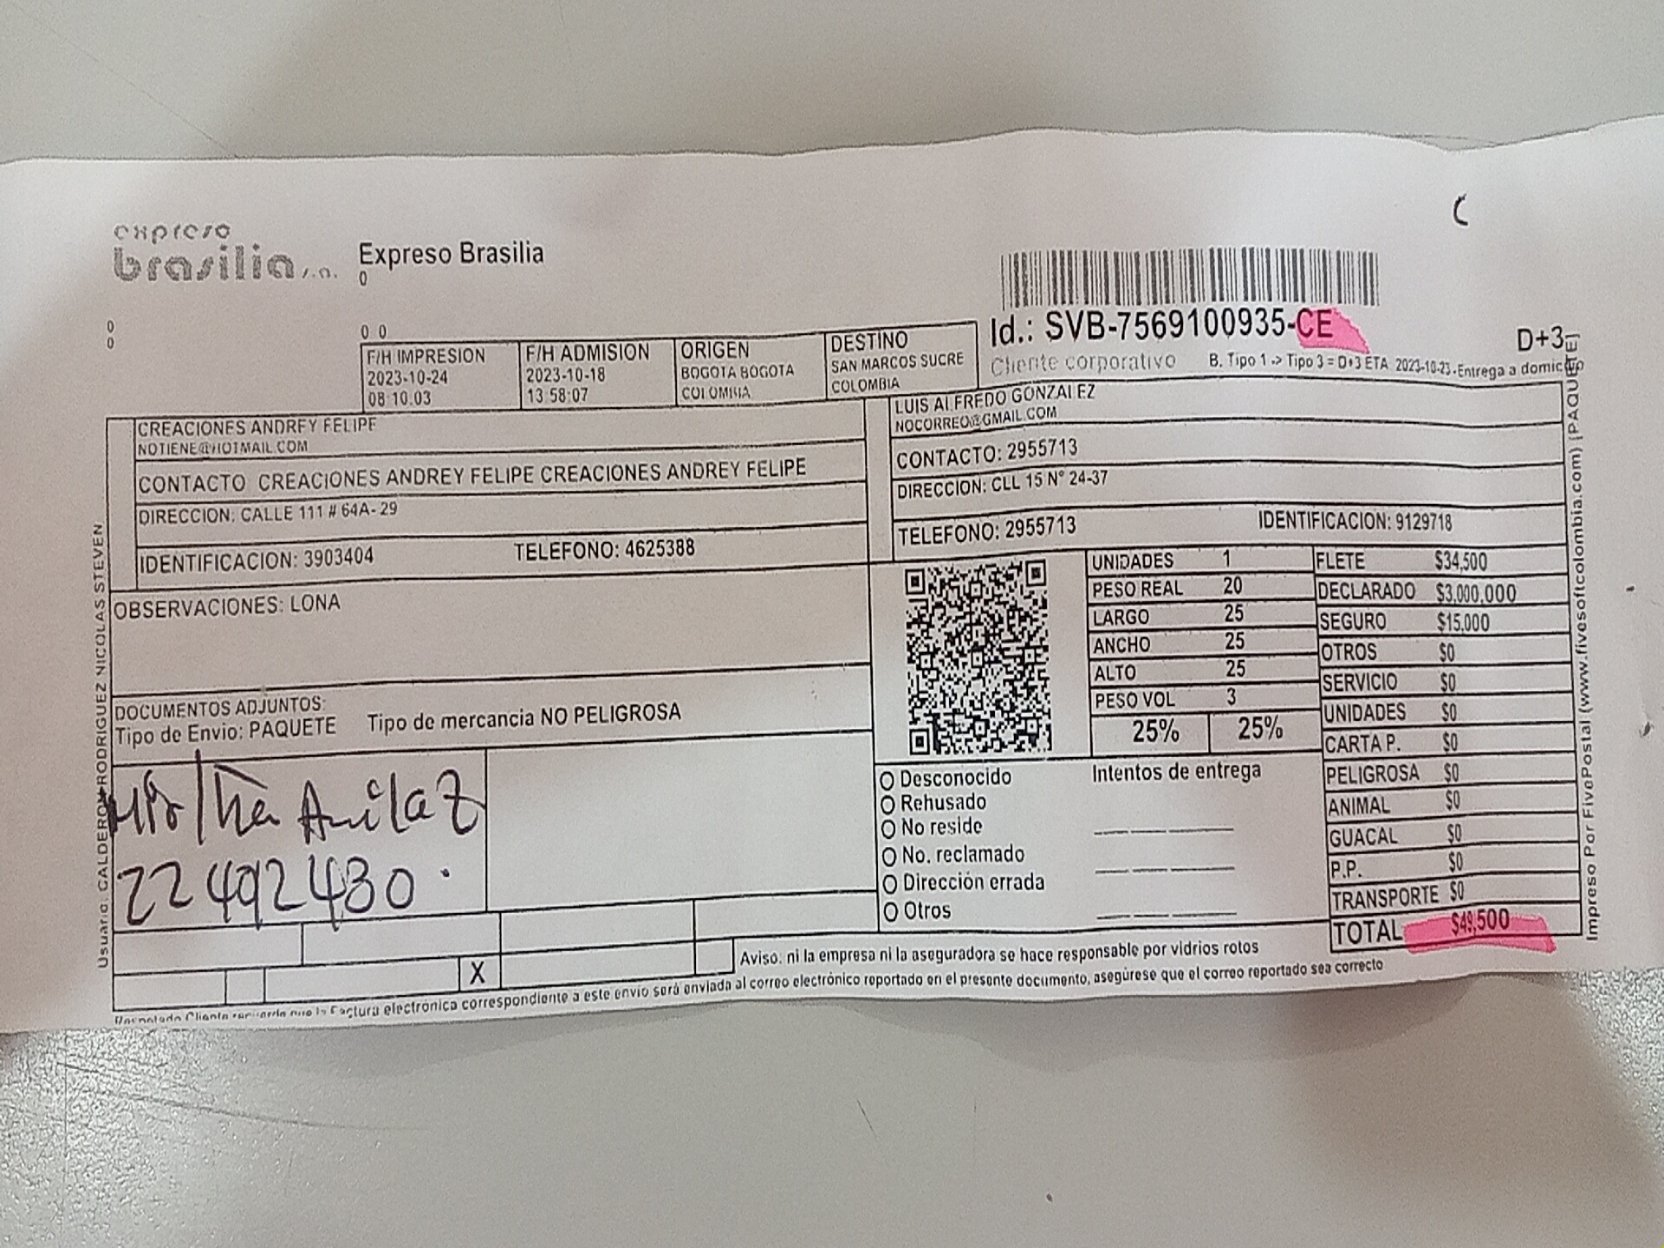 expreso
brasilia s.a.
Expreso Brasilia
0
0
0
0 0
F/H IMPRESION
2023-10-24
08:10:03
F/H ADMISION
2023-10-18
13:58:07
ORIGEN
BOGOTA BOGOTA
COLOMBIA
DESTINO
SAN MARCOS SUCRE
COLOMBIA
Id.: SVB-7569100935-CE
Cliente corporativo
B. Tipo 1 -> Tipo 3 = D+3 ETA 2023-10-23 - Entrega a domic
D+3
CREACIONES ANDREY FELIPE
NOTIENE@HOTMAIL.COM
CONTACTO CREACIONES ANDREY FELIPE CREACIONES ANDREY FELIPE
DIRECCION: CALLE 111 # 64A- 29
IDENTIFICACION: 3903404 TELEFONO: 4625388
LUIS ALFREDO GONZALEZ
NOCORREO@GMAIL.COM
CONTACTO: 2955713
DIRECCION: CLL 15 N° 24-37
TELEFONO: 2955713 IDENTIFICACION: 9129718
OBSERVACIONES: LONA
DOCUMENTOS ADJUNTOS:
Tipo de Envio: PAQUETE Tipo de mercancia NO PELIGROSA
UNIDADES 1
PESO REAL 20
LARGO 25
ANCHO 25
ALTO 25
PESO VOL 3
25% 25%
FLETE $34,500
DECLARADO $3,000,000
SEGURO $15,000
OTROS $0
SERVICIO $0
UNIDADES $0
CARTA P. $0
PELIGROSA $0
ANIMAL $0
GUACAL $0
P.P. $0
TRANSPORTE $0
TOTAL $49,500
Desconocido
Rehusado
No reside
No. reclamado
Dirección errada
Otros
Intentos de entrega
22492480.
X
Aviso: ni la empresa ni la aseguradora se hace responsable por vidrios rotos
Factura electrónica correspondiente a este envio será enviada al correo electrónico reportado en el presente documento, asegúrese que el correo reportado sea correcto
Usuario: CALDERON RODRIGUEZ NICOLAS STEVEN
Impreso Por FivePostal (www.fivesoftcolombia.com) [PAQUETE]